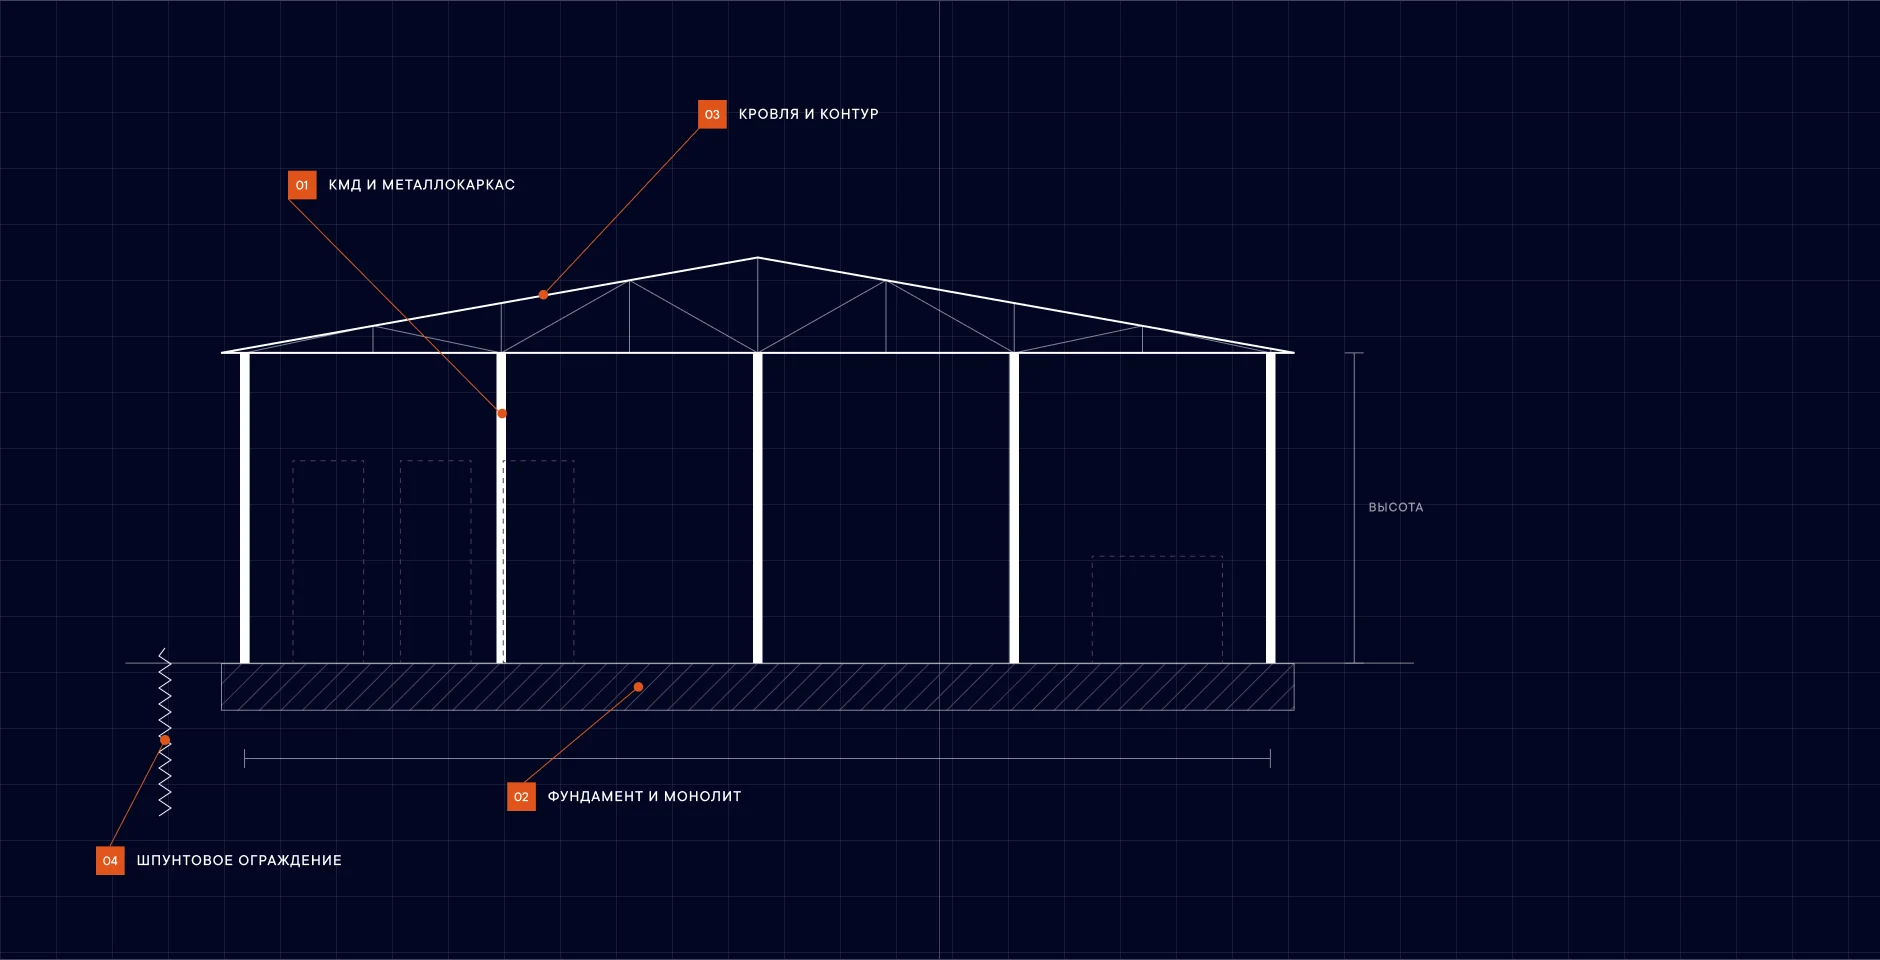 03 КРОВЛЯ И КОНТУР
01 КМД И МЕТАЛЛОКАРКАС
ВЫСОТА
02 ФУНДАМЕНТ И МОНОЛИТ
04 ШПУНТОВОЕ ОГРАЖДЕНИЕ